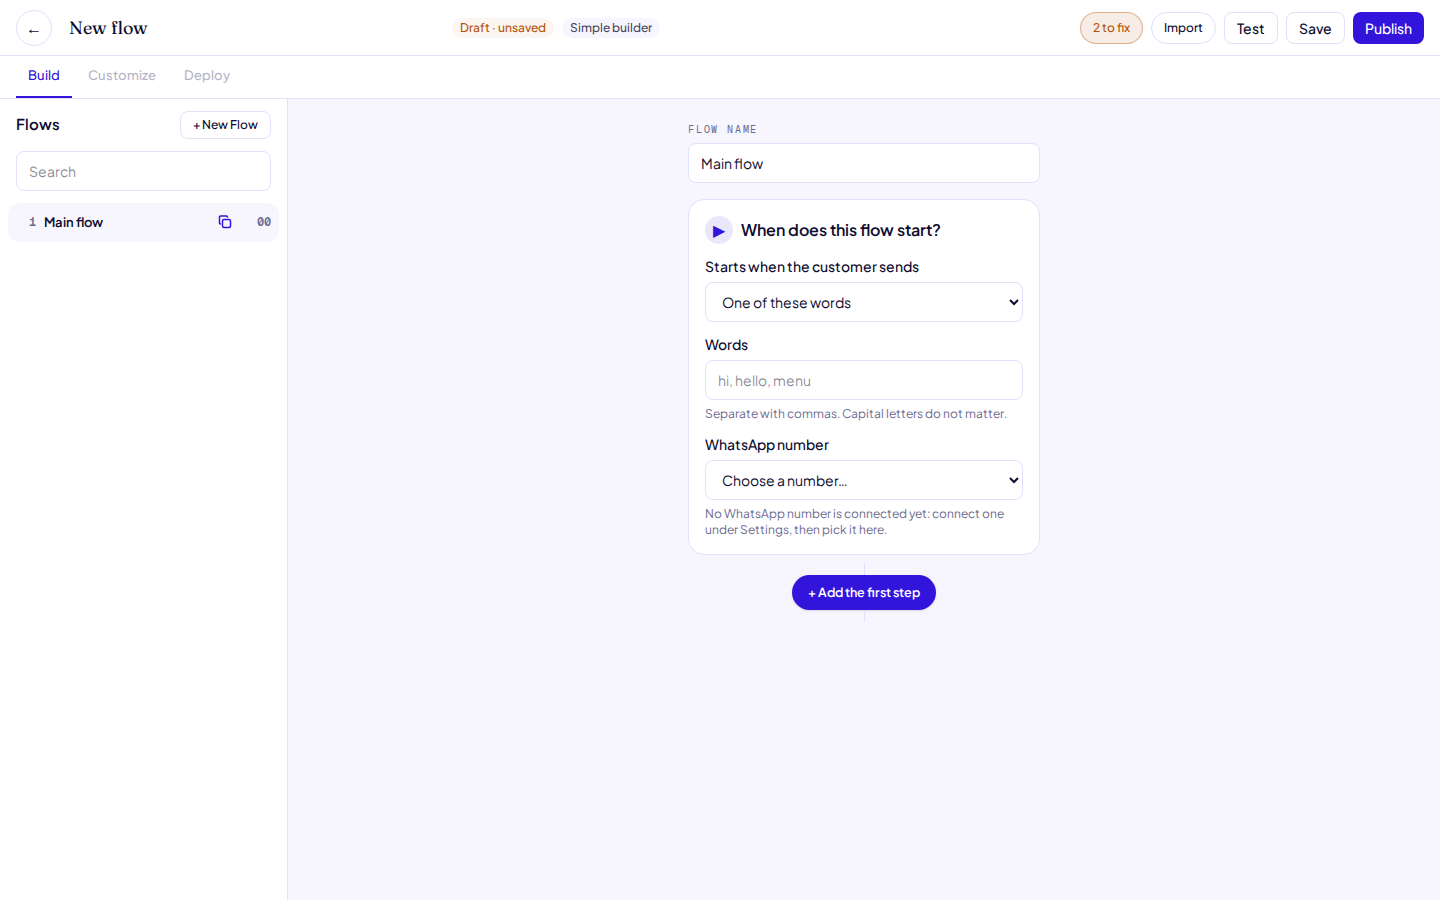 ← New flow Draft · unsaved Simple builder 2 to fix Import Test Save Publish
Build Customize Deploy
Flows + New Flow
Search
1 Main flow 00
FLOW NAME
Main flow
▶ When does this flow start?
Starts when the customer sends
One of these words
Words
hi, hello, menu
Separate with commas. Capital letters do not matter.
WhatsApp number
Choose a number...
No WhatsApp number is connected yet: connect one
under Settings, then pick it here.
+ Add the first step